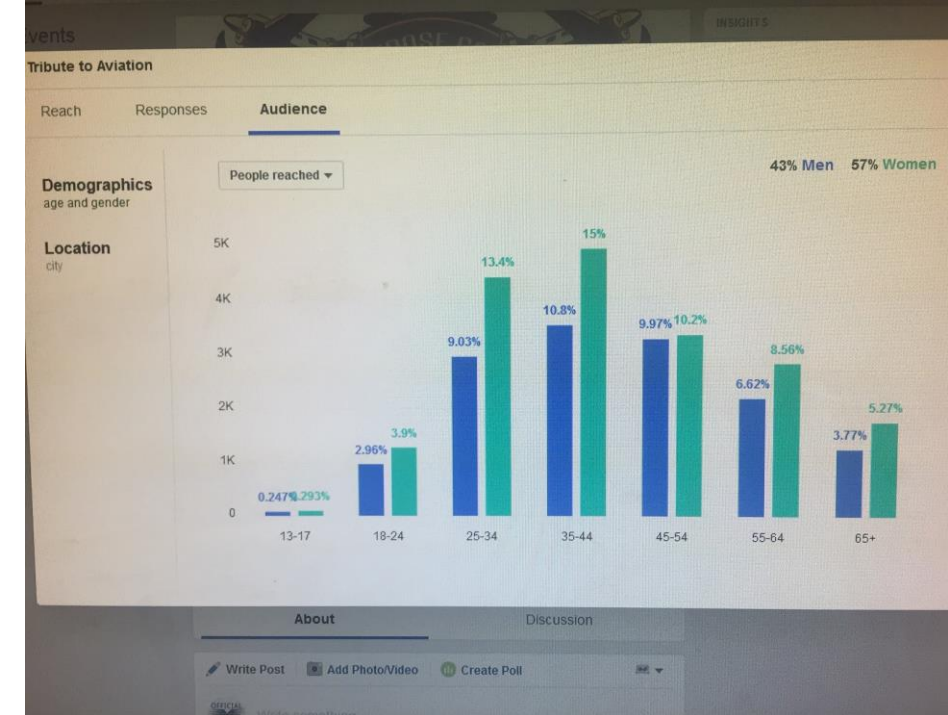 vents
INSIGHTS
Tribute to Aviation
Reach Responses Audience
Demographics
age and gender
Location
city
People reached
43% Men 57% Women
5K
4K
3K
2K
1K
0
0.247% .293%
2.96% 3.9%
9.03% 13.4%
10.8% 15%
9.97% 10.2%
6.62% 8.56%
3.77% 5.27%
13-17 18-24 25-34 35-44 45-54 55-64 65+
About Discussion
Write Post Add Photo/Video Create Poll
OFFICIAL
Write something